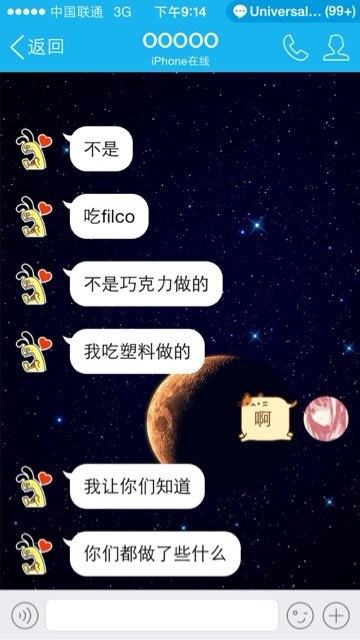 中国联通 3G 下午9:14 Universal... (99+)
返回
OOOOO
iPhone在线
不是
吃filco
不是巧克力做的
我吃塑料做的
啊
我让你们知道
你们都做了些什么